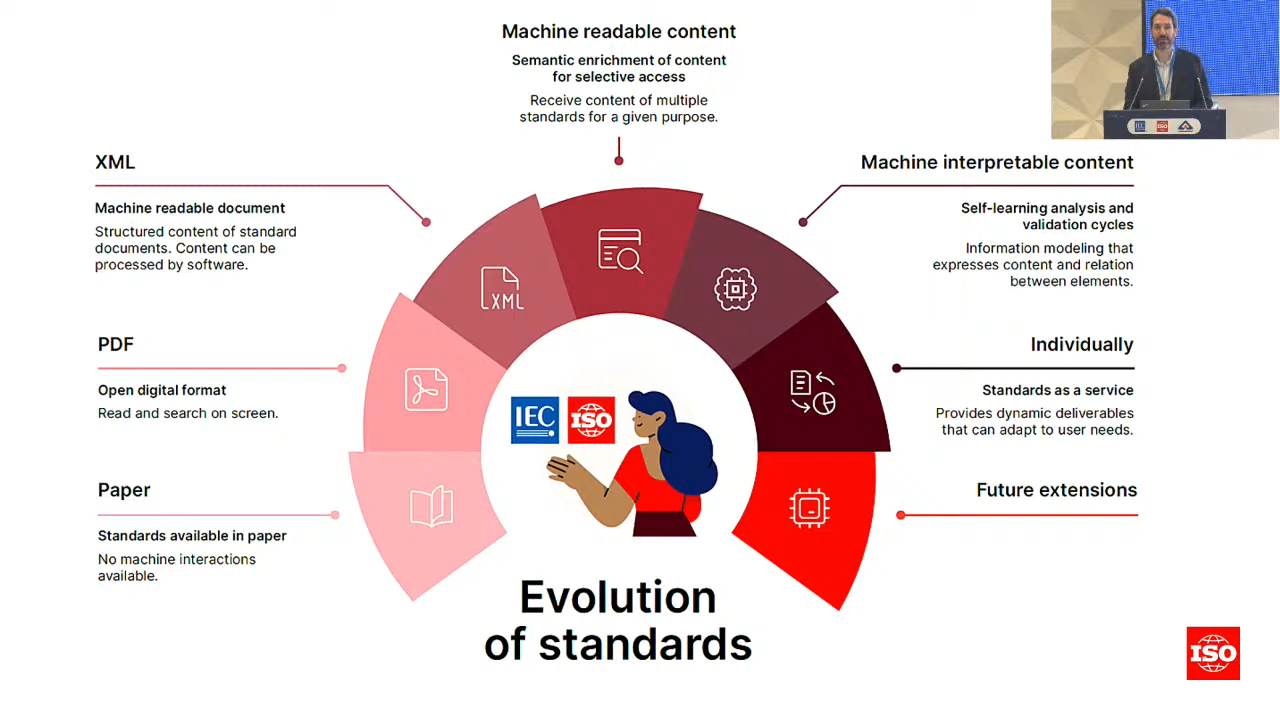 Machine readable content
Semantic enrichment of content
for selective access
Receive content of multiple
standards for a given purpose.
XML
Machine readable document
Structured content of standard
documents. Content can be
processed by software.
Machine interpretable content
Self-learning analysis and
validation cycles
Information modeling that
expresses content and relation
between elements.
XML
PDF
Open digital format
Read and search on screen.
Individually
Standards as a service
Provides dynamic deliverables
that can adapt to user needs.
IEC
ISO
Paper
Standards available in paper
No machine interactions
available.
Future extensions
Evolution
of standards
ISO
IEC
ISO